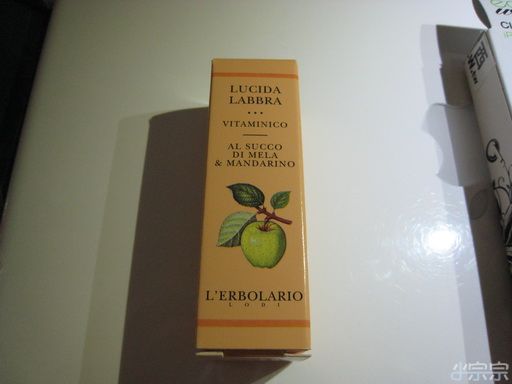 LUCIDA
LABBRA
•••
VITAMINICO
AL SUCCO
DI MELA
& MANDARINO
L'ERBOLARIO
LODI